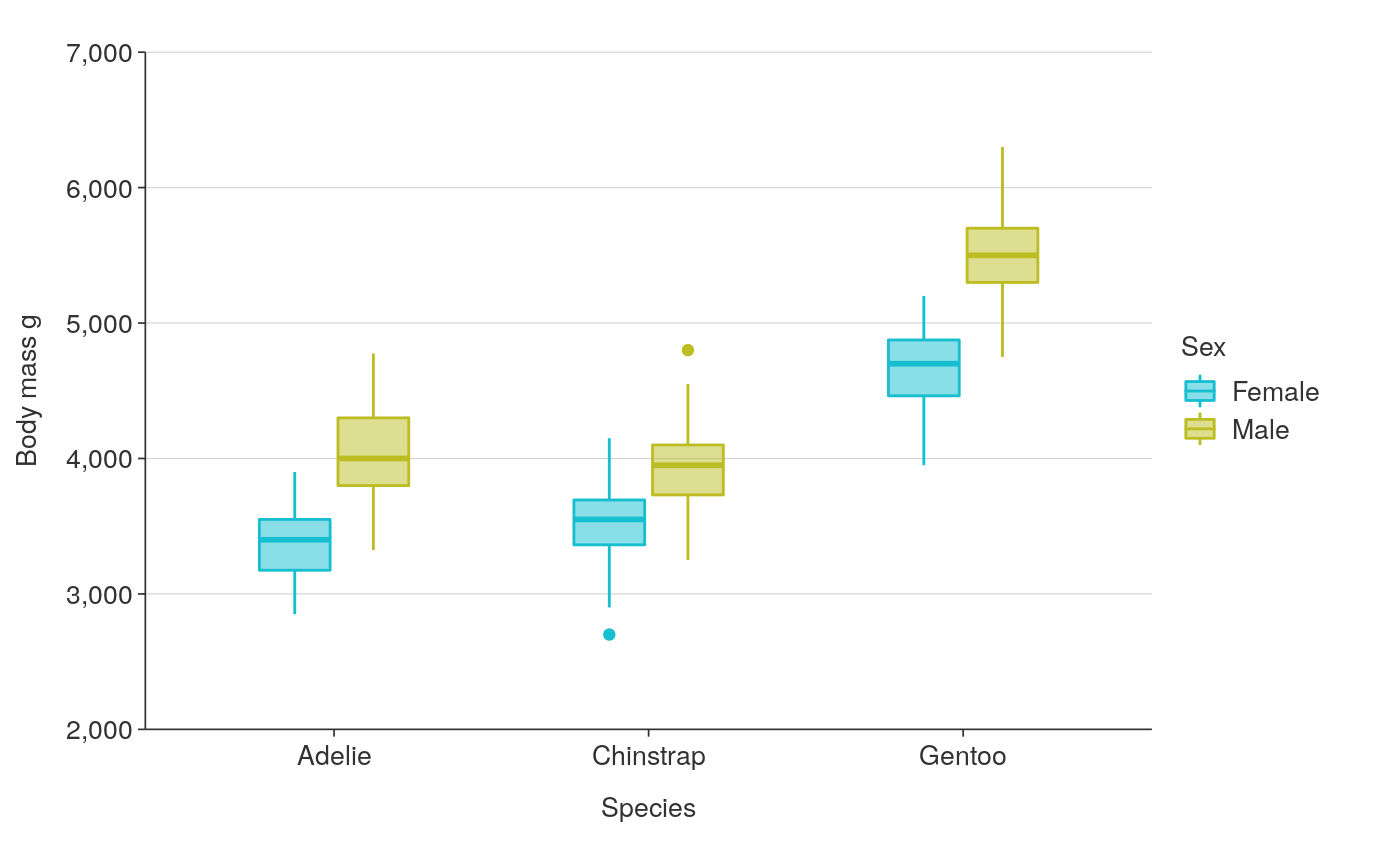 7,000
6,000
5,000
4,000
3,000
2,000
Body mass g
Adelie
Chinstrap
Gentoo
Species
Sex
Female
Male